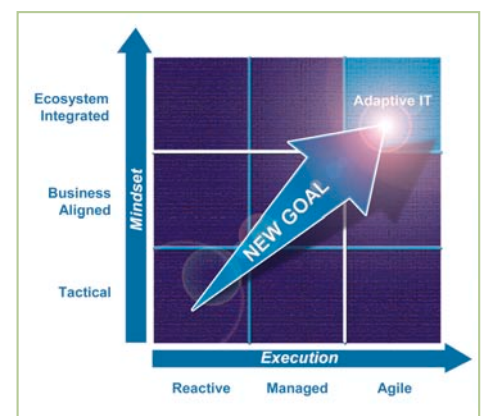 Adaptive IT
Ecosystem
Integrated
Business
Aligned
Tactical
Mindset
NEW GOAL
Execution
Reactive
Managed
Agile